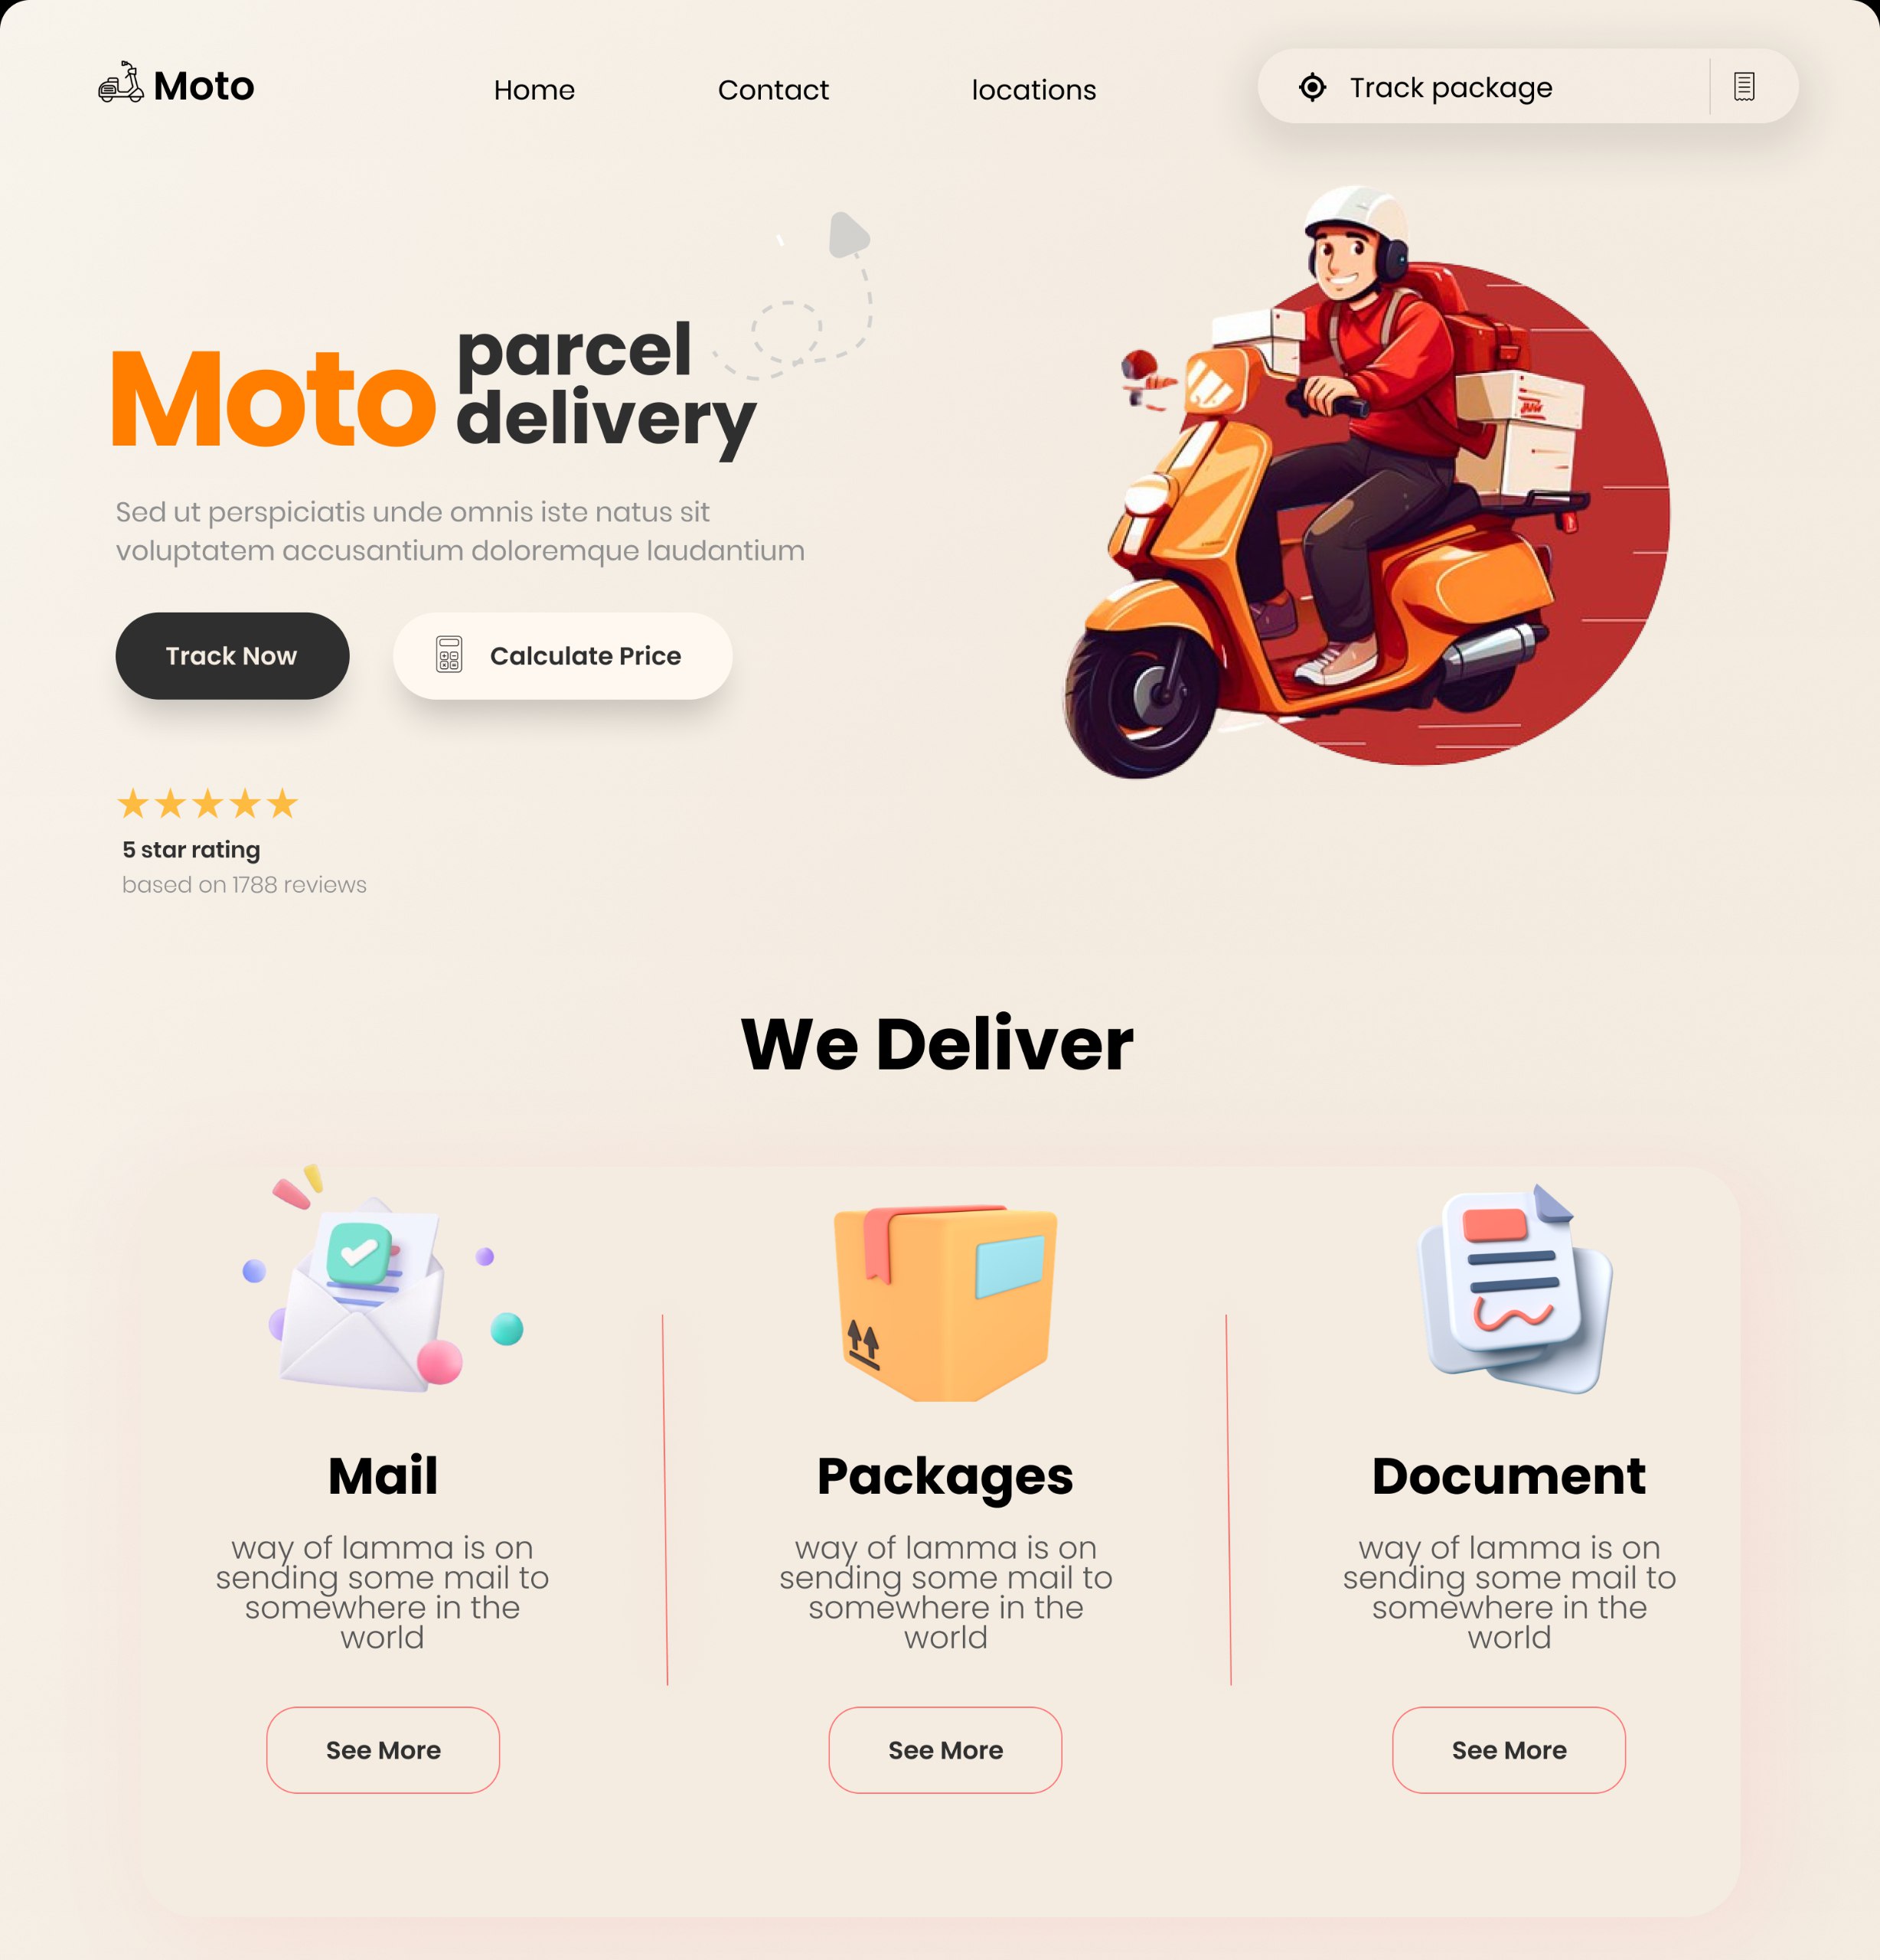 Moto
Home
Contact
locations
Track package
Moto
parcel
delivery
Sed ut perspiciatis unde omnis iste natus sit
voluptatem accusantium doloremque laudantium
Track Now
Calculate Price
5 star rating
based on 1788 reviews
We Deliver
Mail
way of lamma is on
sending some mail to
somewhere in the
world
See More
Packages
way of lamma is on
sending some mail to
somewhere in the
world
See More
Document
way of lamma is on
sending some mail to
somewhere in the
world
See More